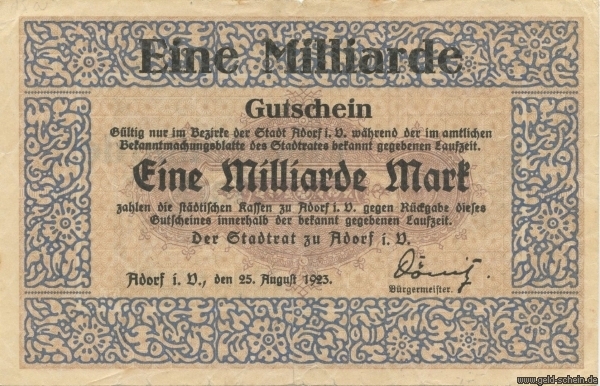 Eine Milliarde
Gutschein
Gültig nur im Bezirke der Stadt Adorf i. V. während der im amtlichen
Bekanntmachungsblatte des Stadtrates bekannt gegebenen Laufzeit.
Eine Milliarde Mark
zahlen die städtischen Kassen zu Adorf i. V. gegen Rückgabe dieses
Gutscheines innerhalb der bekannt gegebenen Laufzeit.
Der Stadtrat zu Adorf i. V.
Adorf i. V., den 25. August 1923.
Bürgermeister.
www.geld-schein.de